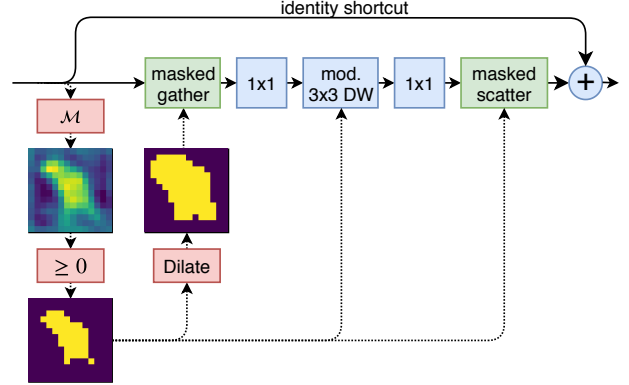 identity shortcut
masked
gather
1x1
mod.
3x3 DW
1x1
masked
scatter
+
ℳ
≥ 0
Dilate